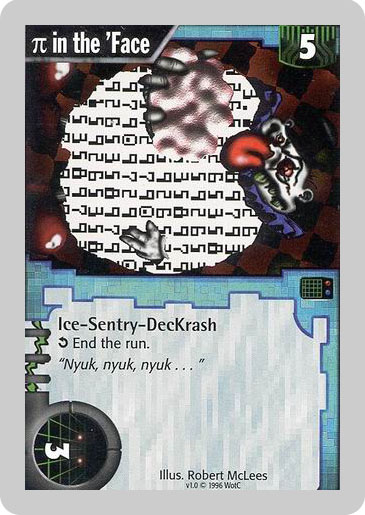 π in the 'Face
5
Ice-Sentry-DecKrash
End the run.
"Nyuk, nyuk, nyuk . . . "
3
Illus. Robert McLees
v1.0 © 1996 WotC